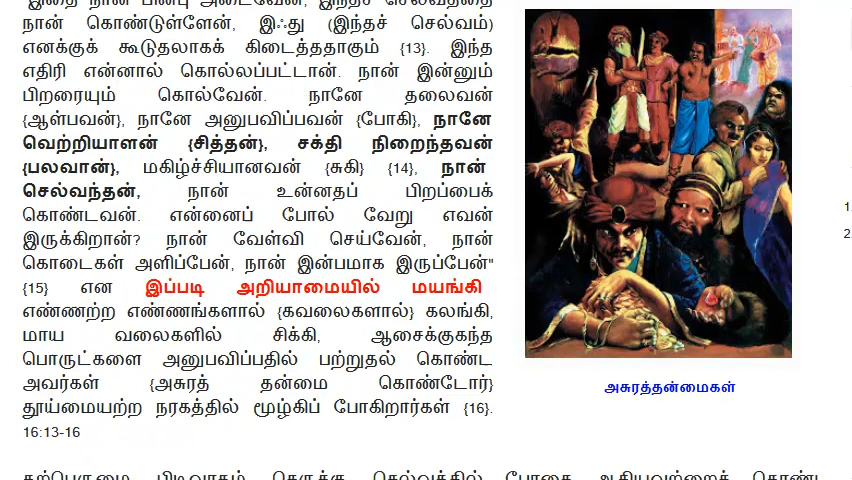 நான் கொண்டுள்ளேன், இஃது (இந்தச் செல்வம்)
எனக்குக் கூடுதலாகக் கிடைத்ததாகும் {13}. இந்த
எதிரி என்னால் கொல்லப்பட்டான். நான் இன்னும்
பிறரையும் கொல்வேன். நானே தலைவன்
{ஆள்பவன்}, நானே அனுபவிப்பவன் {போகி}, நானே
வெற்றியாளன் {சித்தன்}, சக்தி நிறைந்தவன்
{பலவான்}, மகிழ்ச்சியானவன் {சுகி} {14}, நான்
செல்வந்தன், நான் உன்னதப் பிறப்பைக்
கொண்டவன். என்னைப் போல் வேறு எவன்
இருக்கிறான்? நான் வேள்வி செய்வேன், நான்
கொடைகள் அளிப்பேன், நான் இன்பமாக இருப்பேன்"
{15} என இப்படி அறியாமையில் மயங்கி
எண்ணற்ற எண்ணங்களால் {கவலைகளால்} கலங்கி,
மாய வலைகளில் சிக்கி, ஆசைக்குகந்த
பொருட்களை அனுபவிப்பதில் பற்றுதல் கொண்ட
அவர்கள் {அசுரத் தன்மை கொண்டோர்}
தூய்மையற்ற நரகத்தில் மூழ்கிப் போகிறார்கள் {16}.
16:13-16
அசுரத்தன்மைகள்
1.
2